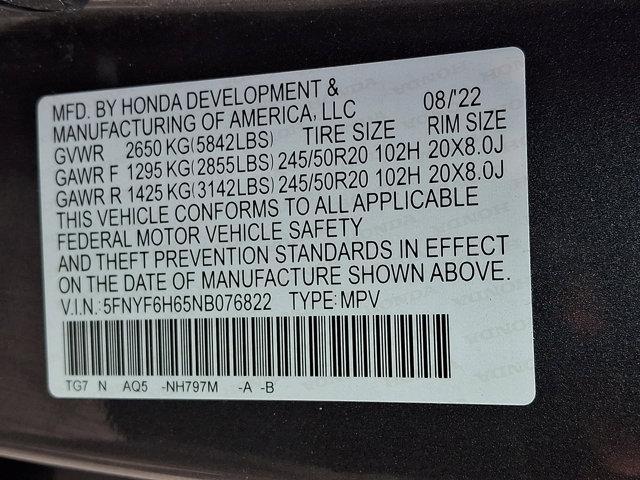 MFD. BY HONDA DEVELOPMENT &
MANUFACTURING OF AMERICA, LLC 08/'22
GVWR 2650 KG(5842LBS) TIRE SIZE RIM SIZE
GAWR F 1295 KG(2855LBS) 245/50R20 102H 20X8.0J
GAWR R 1425 KG(3142LBS) 245/50R20 102H 20X8.0J
THIS VEHICLE CONFORMS TO ALL APPLICABLE
FEDERAL MOTOR VEHICLE SAFETY
AND THEFT PREVENTION STANDARDS IN EFFECT
ON THE DATE OF MANUFACTURE SHOWN ABOVE.
V.I.N.:5FNYF6H65NB076822 TYPE:MPV
TG7 N AQ5 -NH797M -A -B